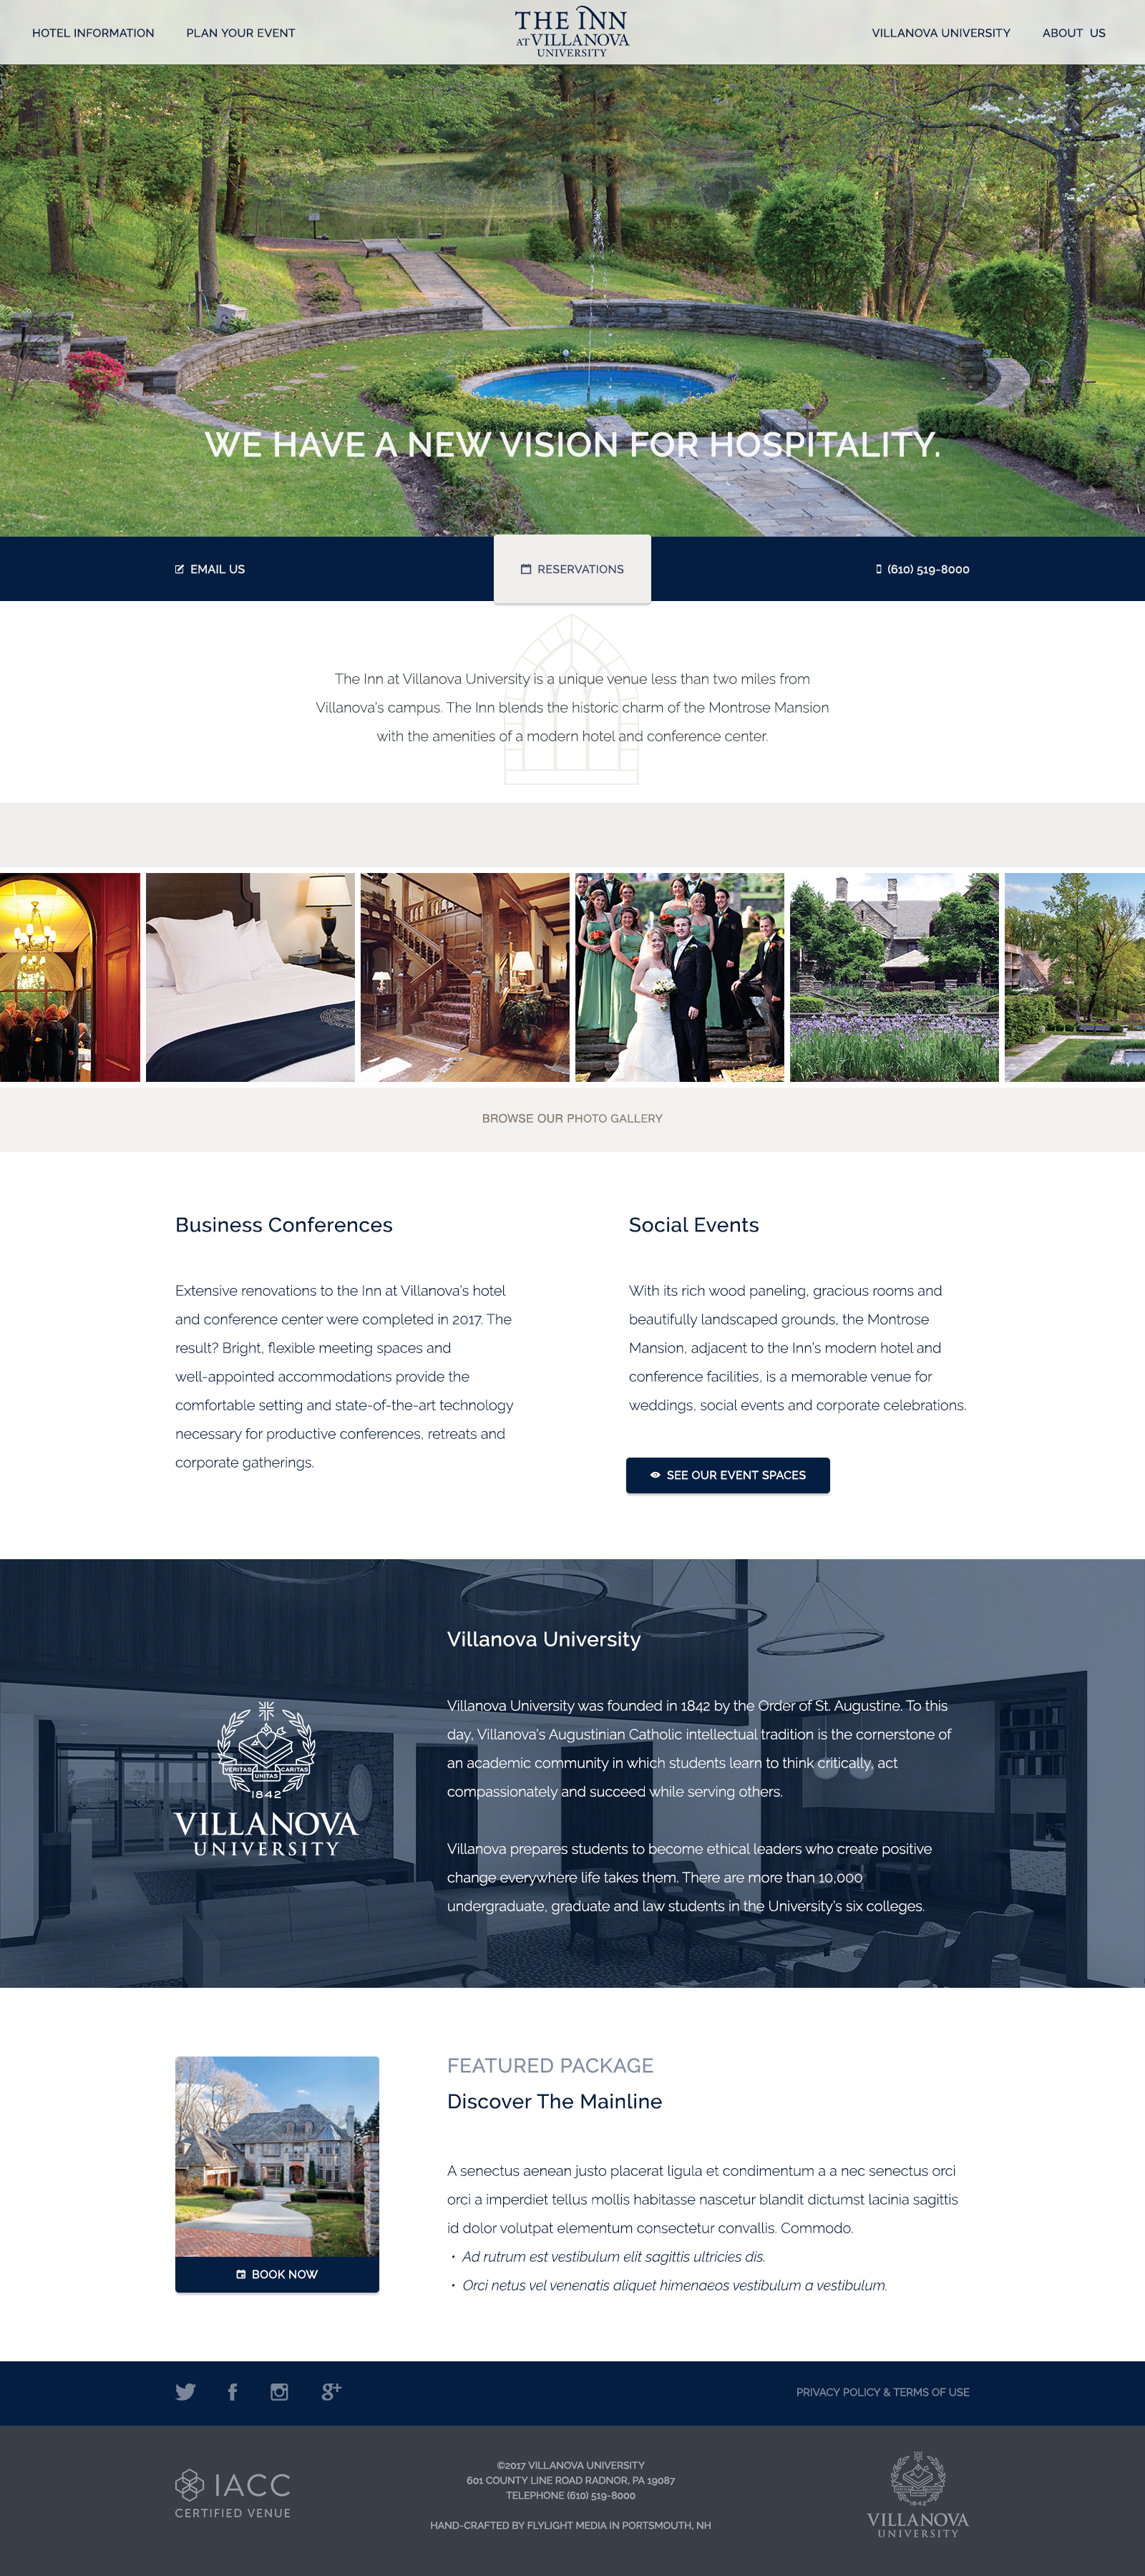 HOTEL INFORMATION
PLAN YOUR EVENT
THE INN
AT VILLANOVA
UNIVERSITY
VILLANOVA UNIVERSITY
ABOUT US
WE HAVE A NEW VISION FOR HOSPITALITY.
EMAIL US
RESERVATIONS
(610) 519-8000
The Inn at Villanova University is a unique venue less than two miles from
Villanova's campus. The Inn blends the historic charm of the Montrose Mansion
with the amenities of a modern hotel and conference center.
BROWSE OUR PHOTO GALLERY
Business Conferences
Extensive renovations to the Inn at Villanova's hotel
and conference center were completed in 2017. The
result? Bright, flexible meeting spaces and
well-appointed accommodations provide the
comfortable setting and state-of-the-art technology
necessary for productive conferences, retreats and
corporate gatherings.
Social Events
With its rich wood paneling, gracious rooms and
beautifully landscaped grounds, the Montrose
Mansion, adjacent to the Inn's modern hotel and
conference facilities, is a memorable venue for
weddings, social events and corporate celebrations.
SEE OUR EVENT SPACES
VERITAS
UNITAS
CARITAS
1842
VILLANOVA
UNIVERSITY
Villanova University
Villanova University was founded in 1842 by the Order of St. Augustine. To this
day, Villanova's Augustinian Catholic intellectual tradition is the cornerstone of
an academic community in which students learn to think critically, act
compassionately and succeed while serving others.
Villanova prepares students to become ethical leaders who create positive
change everywhere life takes them. There are more than 10,000
undergraduate, graduate and law students in the University's six colleges.
BOOK NOW
FEATURED PACKAGE
Discover The Mainline
A senectus aenean justo placerat ligula et condimentum a a nec senectus orci
orci a imperdiet tellus mollis habitasse nascetur blandit dictumst lacinia sagittis
id dolor volutpat elementum consectetur convallis. Commodo.
• Ad rutrum est vestibulum elit sagittis ultricies dis.
• Orci netus vel venenatis aliquet himenaeos vestibulum a vestibulum.
PRIVACY POLICY & TERMS OF USE
IACC
CERTIFIED VENUE
©2017 VILLANOVA UNIVERSITY
601 COUNTY LINE ROAD RADNOR, PA 19087
TELEPHONE (610) 519-8000
HAND-CRAFTED BY FLYLIGHT MEDIA IN PORTSMOUTH, NH
1842
VILLANOVA
UNIVERSITY